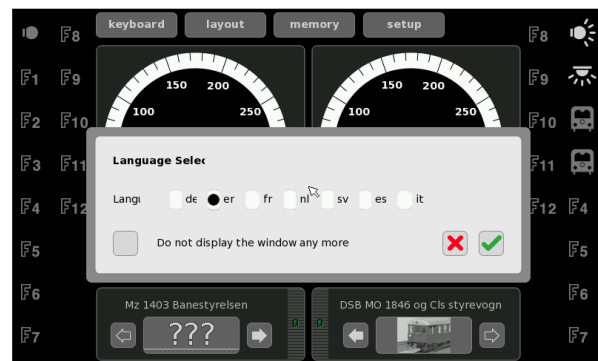 keyboard layout memory setup
F8 F8
F1 F9 150 200 150 200 F9
F2 F10 100 250 100 250 F10
Language Selec
F3 F11 F11
Langu de er fr nl sv es it
F4 F12 F12 F4
Do not display the window any more
F5 F5
F6 F6
Mz 1403 Banestyrelsen DSB MO 1846 og Cls styrevogn
0 0
F7 ??? F7